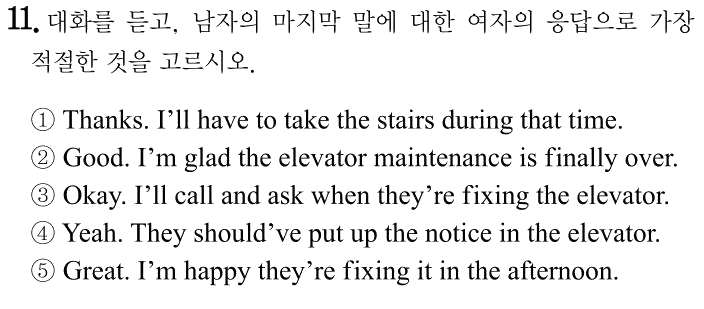 11. 대화를 듣고, 남자의 마지막 말에 대한 여자의 응답으로 가장
적절한 것을 고르시오.
① Thanks. I’ll have to take the stairs during that time.
② Good. I’m glad the elevator maintenance is finally over.
③ Okay. I’ll call and ask when they’re fixing the elevator.
④ Yeah. They should’ve put up the notice in the elevator.
⑤ Great. I’m happy they’re fixing it in the afternoon.